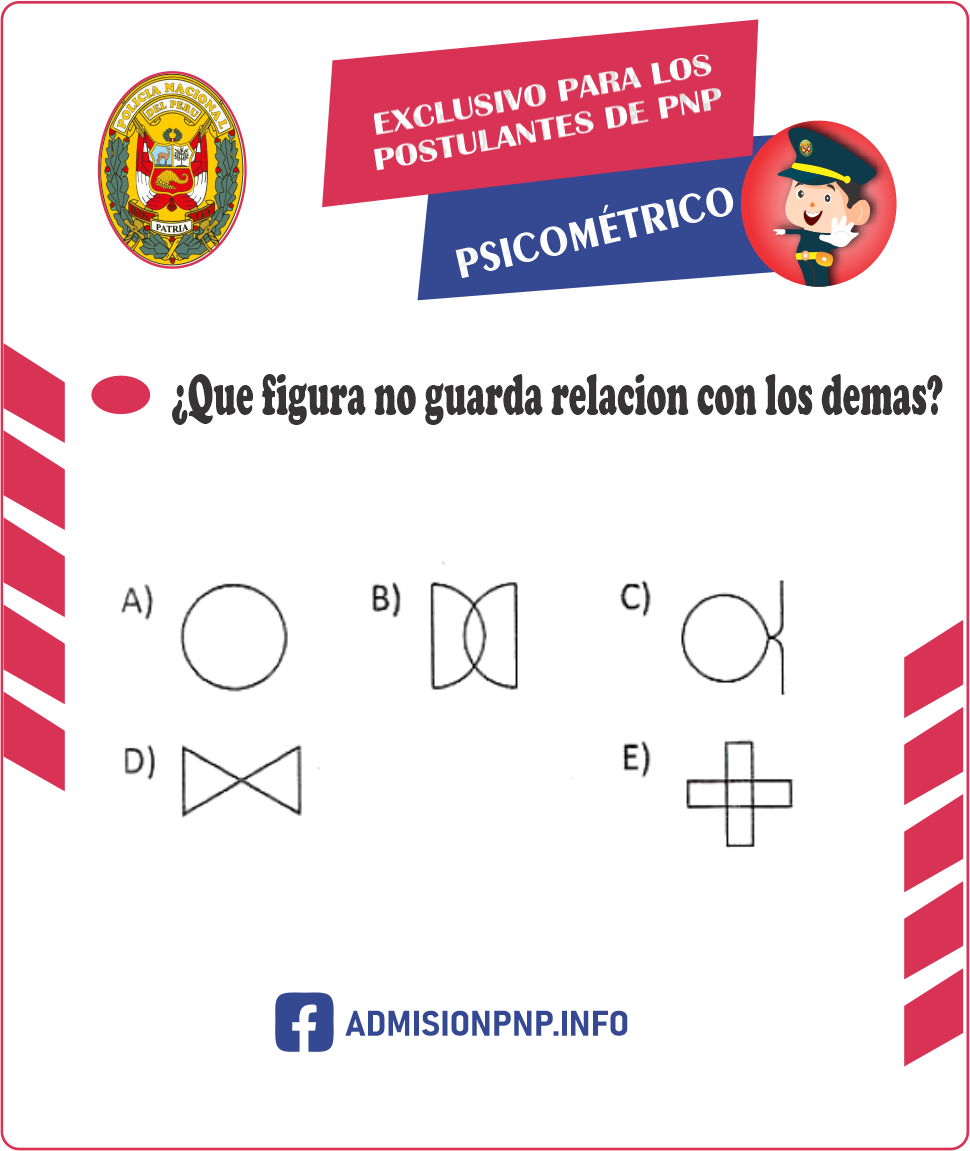 POLICIA NACIONAL
DEL PERU
PATRIA
EXCLUSIVO PARA LOS
POSTULANTES DE PNP
PSICOMÉTRICO
¿Que figura no guarda relacion con los demas?
A)
B)
C)
D)
E)
ADMISIONPNP.INFO